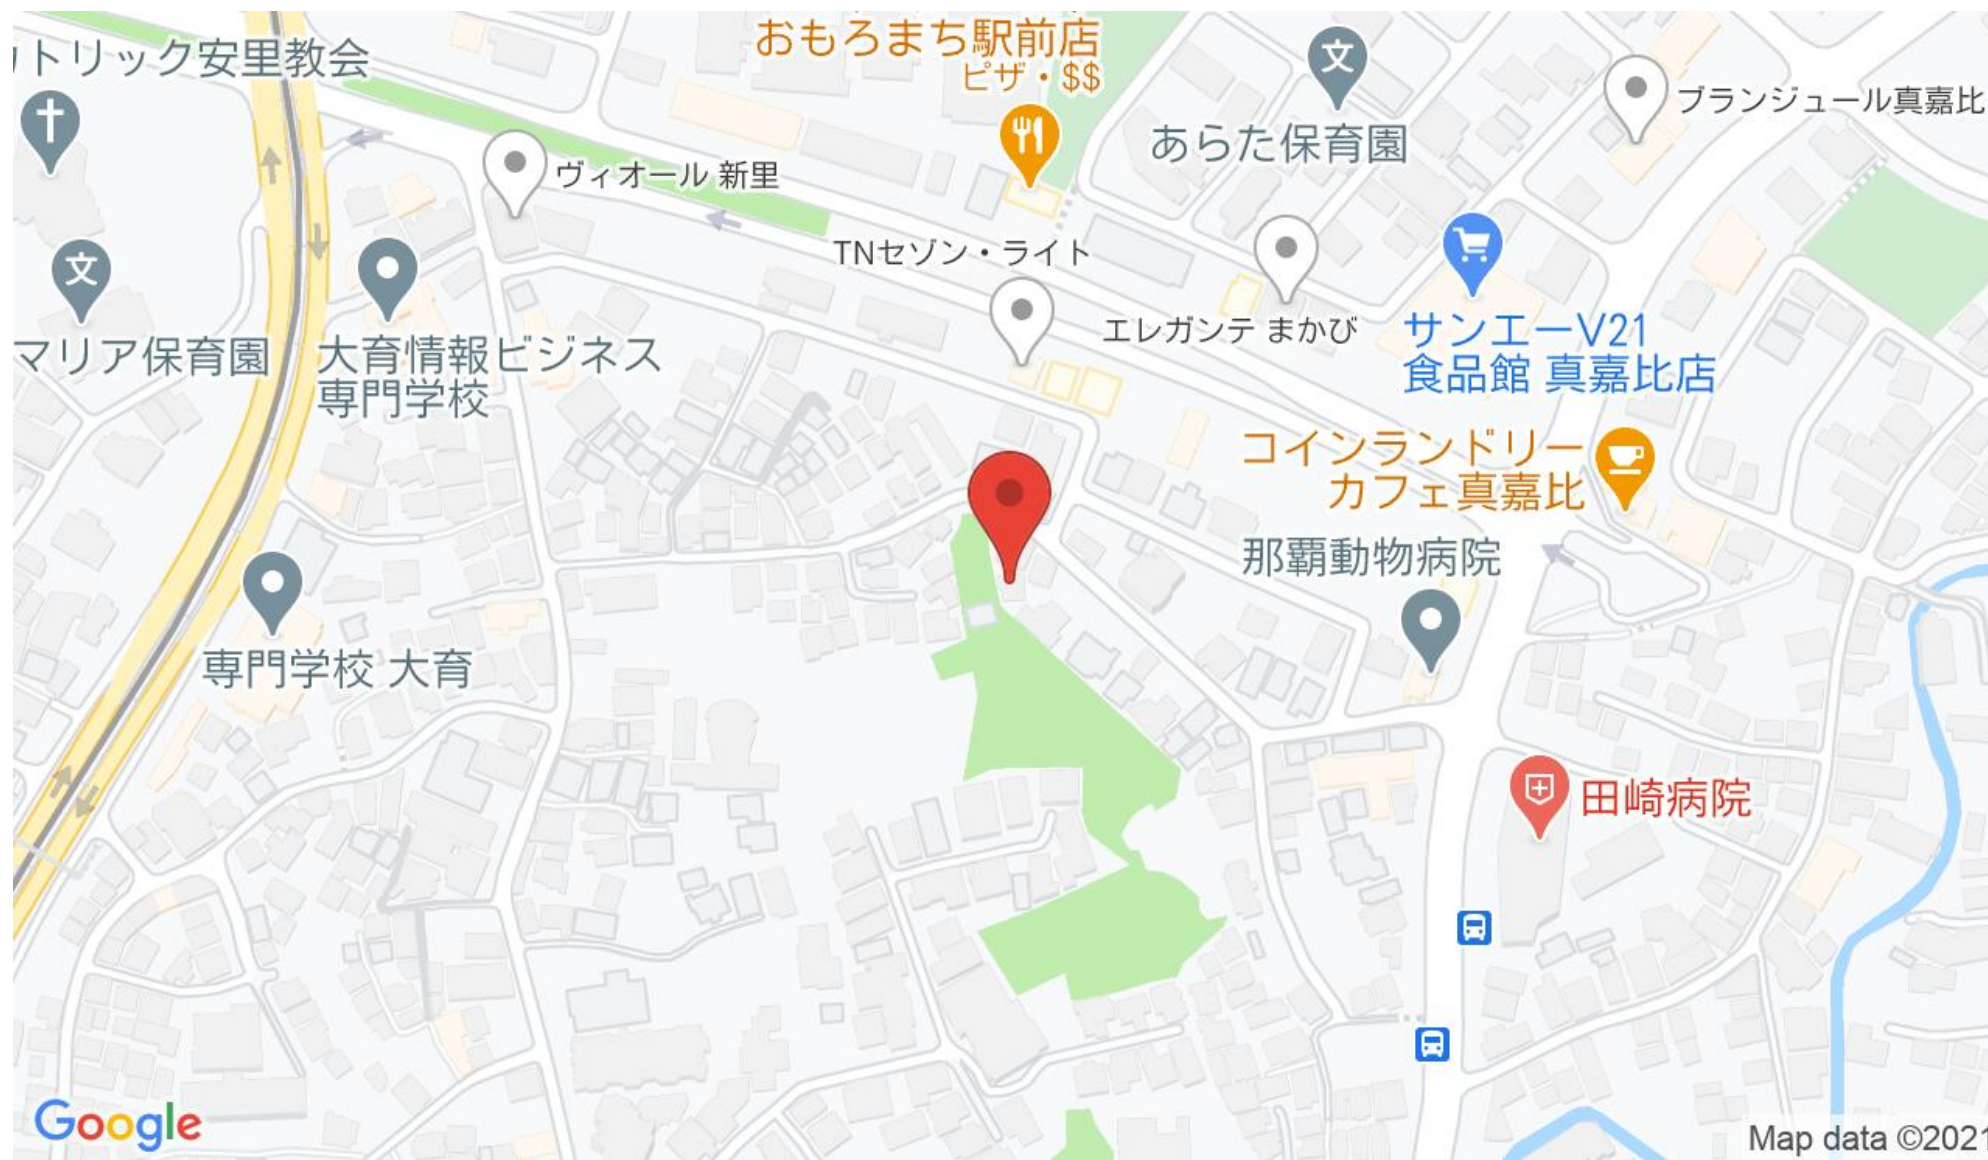 おもろまち駅前店
ピザ・$$
カトリック安里教会
文
ブランジュール真嘉比
あらた保育園
ヴィオール 新里
TNセゾン・ライト
文
エレガンテ まかび
サンエーV21
食品館 真嘉比店
マリア保育園
大育情報ビジネス
専門学校
コインランドリー
カフェ真嘉比
那覇動物病院
専門学校 大育
田崎病院
Google
Map data ©2021